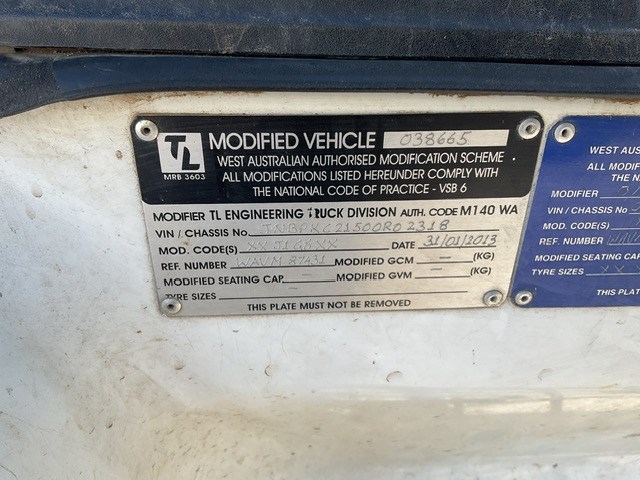 TL
MRB 3603
MODIFIED VEHICLE 038665
WEST AUSTRALIAN AUTHORISED MODIFICATION SCHEME
ALL MODIFICATIONS LISTED HEREUNDER COMPLY WITH
THE NATIONAL CODE OF PRACTICE - VSB 6
MODIFIER TL ENGINEERING TRUCK DIVISION AUTH. CODE M140 WA
VIN / CHASSIS No
MOD. CODE(S) DATE 31/01/2013
REF. NUMBER MODIFIED GCM — (KG)
MODIFIED SEATING CAP — MODIFIED GVM — (KG)
TYRE SIZES —
THIS PLATE MUST NOT BE REMOVED
WEST AUS
ALL MODIF
THE N
MODIFIER
VIN / CHASSIS No
MOD. CODE(S)
REF. NUMBER
MODIFIED SEATING CAP
TYRE SIZES
THIS PLAT